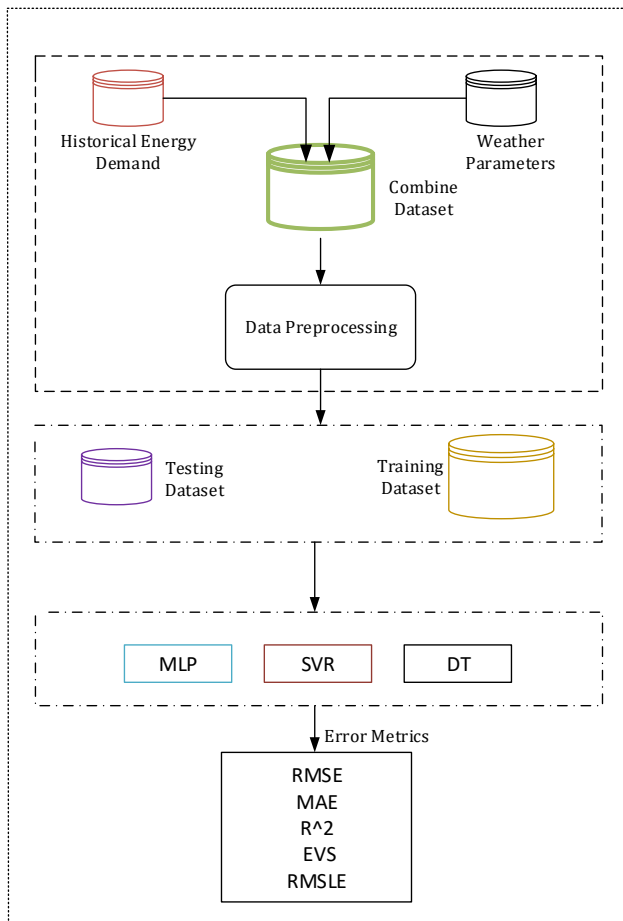 Historical Energy
Demand
Weather
Parameters
Combine
Dataset
Data Preprocessing
Testing
Dataset
Training
Dataset
MLP
SVR
DT
Error Metrics
RMSE
MAE
R^2
EVS
RMSLE